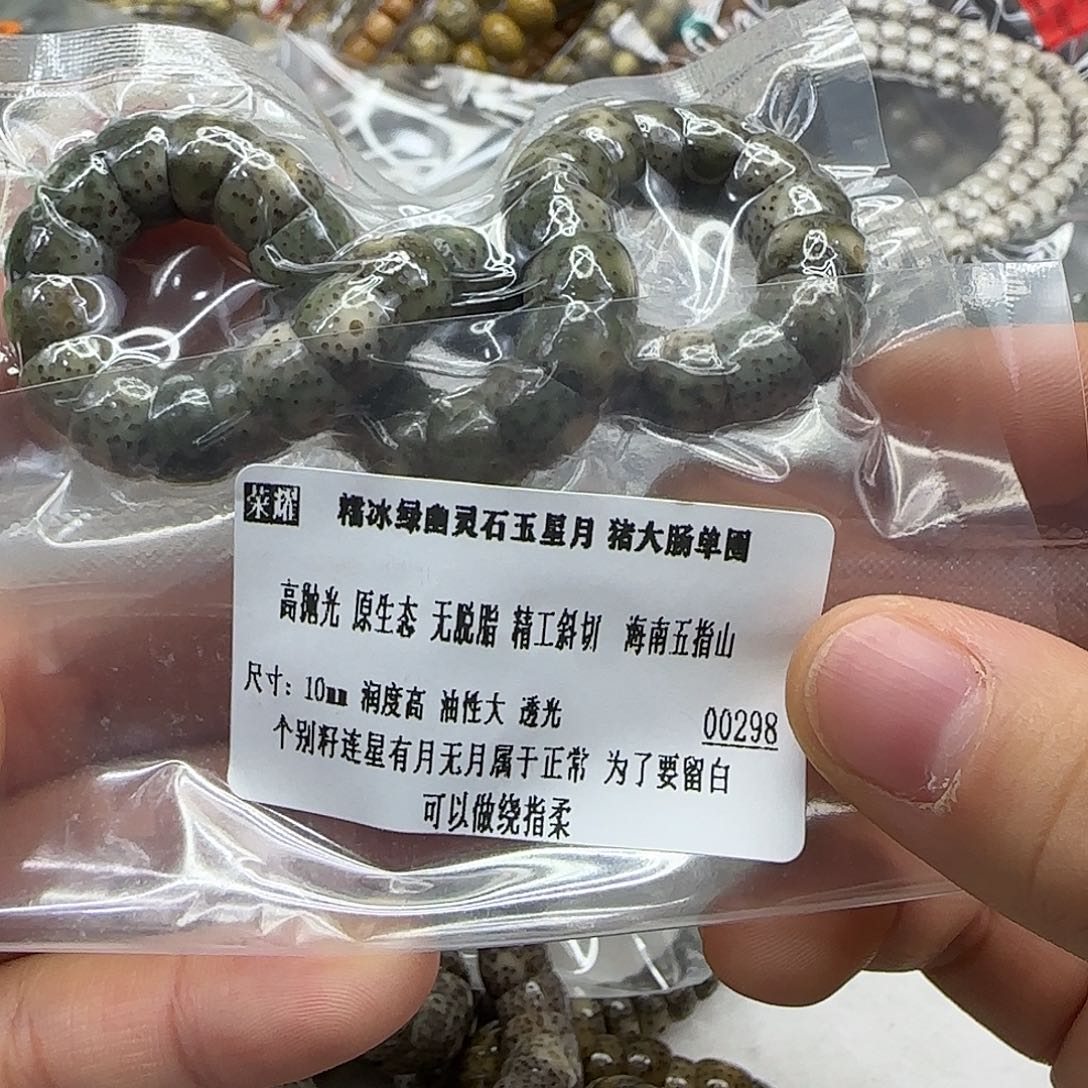 荣耀 糯冰绿幽灵石玉星月 猪大肠单圈
高抛光 原生态 无脱脂 精工斜切 海南五指山
尺寸：10mm 润度高 油性大 透光 00298
个别籽连星有月无月属于正常 为了要留白
可以做绕指柔